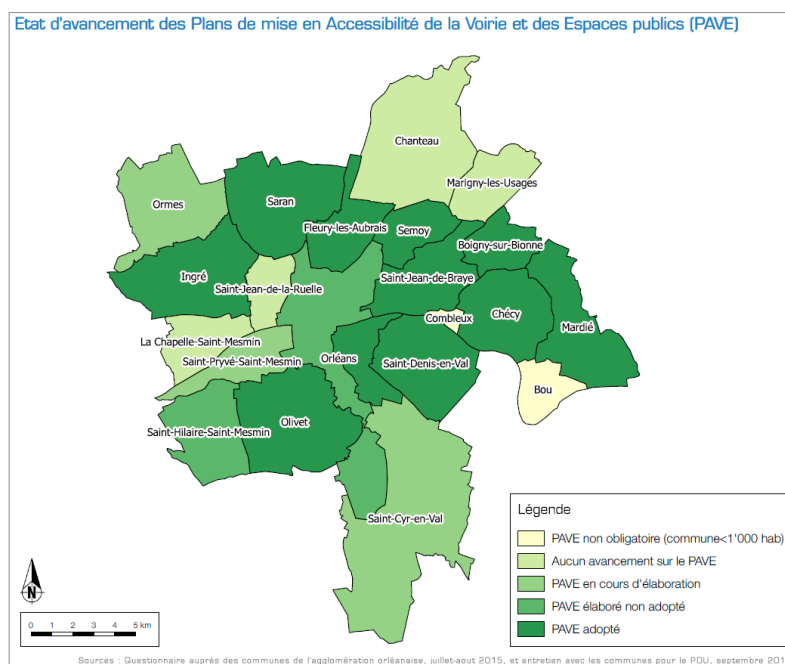 Etat d'avancement des Plans de mise en Accessibilité de la Voirie et des Espaces publics (PAVE)
Chanteau
Marigny-les-Usages
Ormes
Saran
Fleury-les-Aubrais
Semoy
Boigny-sur-Bionne
Ingré
Saint-Jean-de-la-Ruelle
Saint-Jean-de-Braye
Combleux
Chécy
Mardié
La Chapelle-Saint-Mesmin
Saint-Pryvé-Saint-Mesmin
Orléans
Saint-Denis-en-Val
Bou
Saint-Hilaire-Saint-Mesmin
Olivet
Saint-Cyr-en-Val
Légende
PAVE non obligatoire (commune<1'000 hab)
Aucun avancement sur le PAVE
PAVE en cours d'élaboration
PAVE élaboré non adopté
PAVE adopté
N
0 1 2 3 4 5 km
Sources : Questionnaire auprès des communes de l'agglomération orléanaise, juillet-aout 2015, et entretien avec les communes pour le PDU, septembre 201